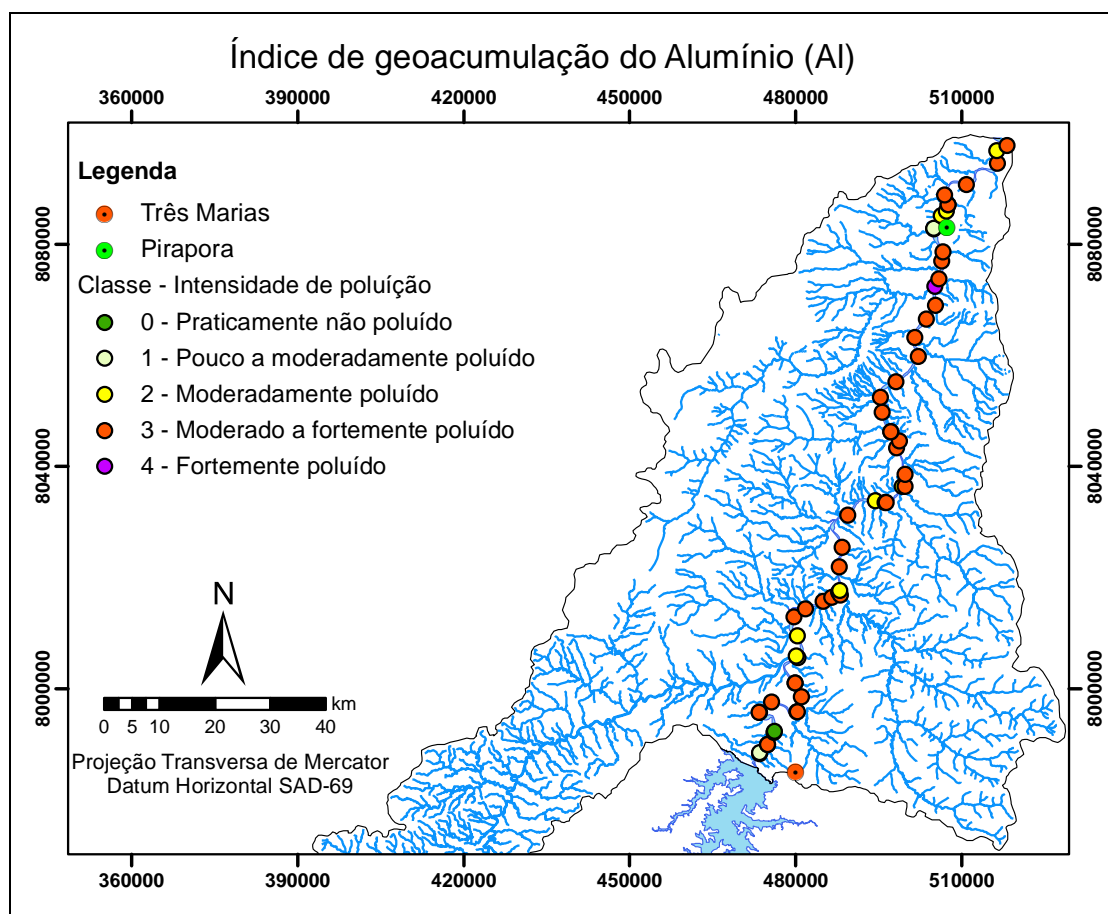 Índice de geoacumulação do Alumínio (Al)
360000 390000 420000 450000 480000 510000
Legenda
Três Marias
Pirapora
Classe - Intensidade de poluíção
0 - Praticamente não poluído
1 - Pouco a moderadamente poluído
2 - Moderadamente poluído
3 - Moderado a fortemente poluído
4 - Fortemente poluído
8080000 8080000
8040000 8040000
8000000 8000000
N
0 5 10 20 30 40 km
Projeção Transversa de Mercator
Datum Horizontal SAD-69
360000 390000 420000 450000 480000 510000